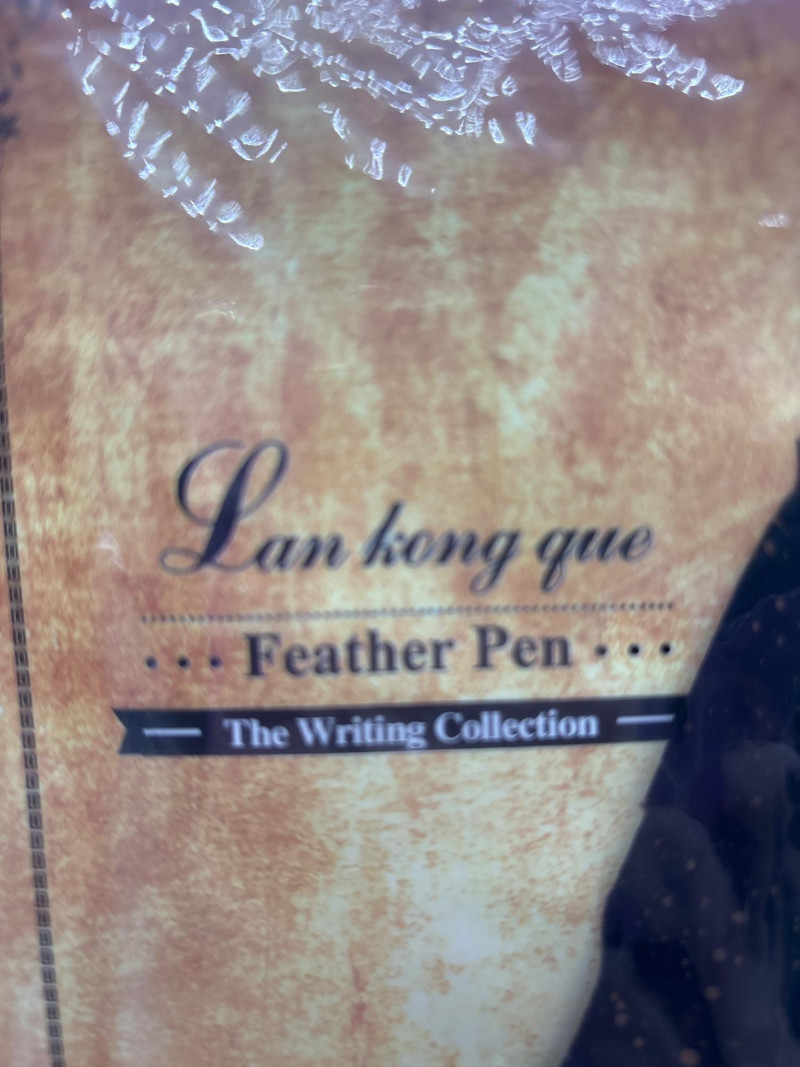 Lan kong que
••• Feather Pen •••
The Writing Collection